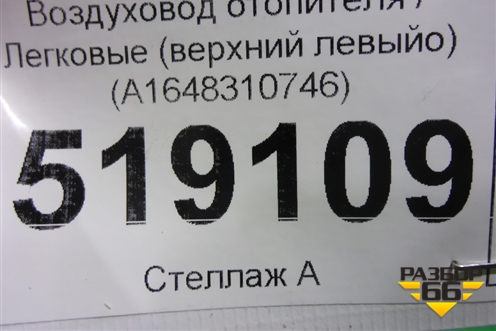 Воздуховод отопителя /
Легковые (верхний левыйо)
(A1648310746)
519109
Стеллаж А
РАЗБОР
66